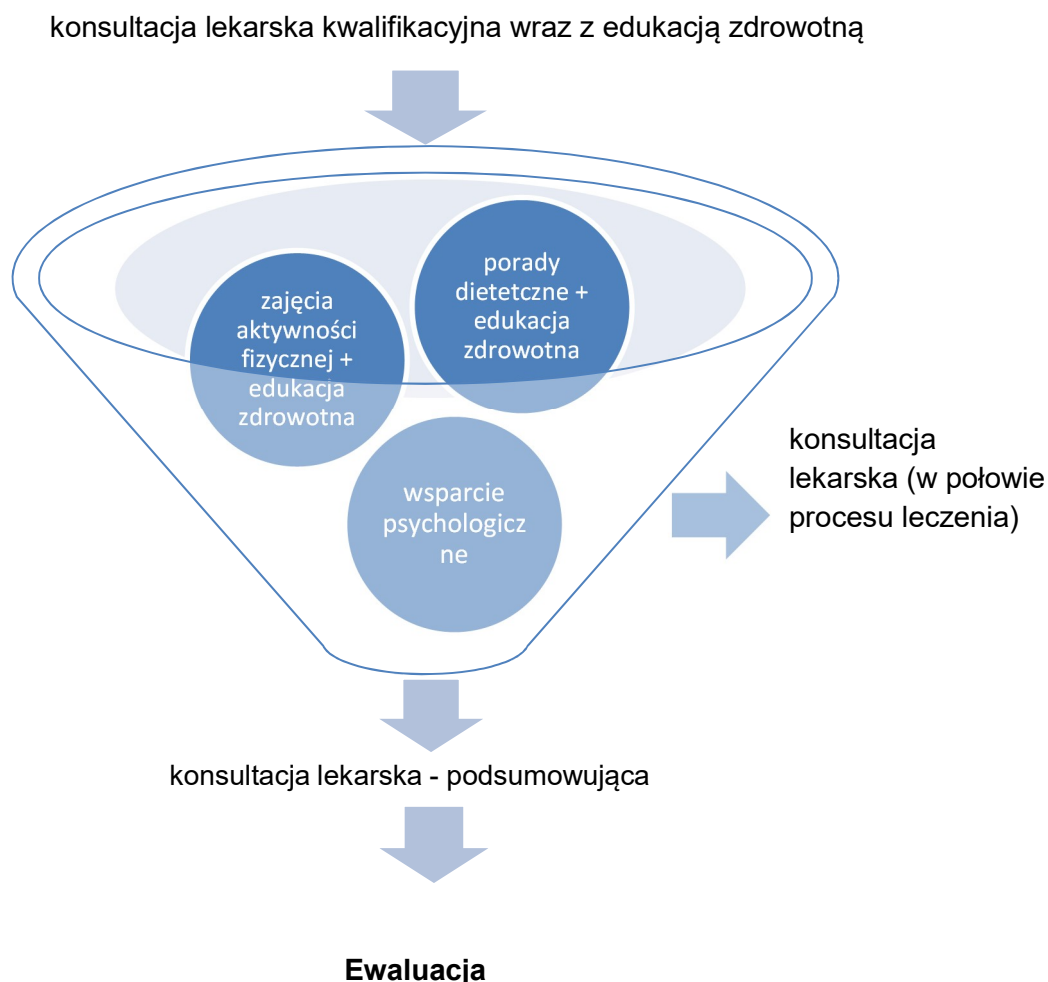 konsultacja lekarska kwalifikacyjna wraz z edukacją zdrowotną
porady
dietetczne +
edukacja
zdrowotna
zajęcia
aktywności
fizycznej +
edukacja
zdrowotna
wsparcie
psychologicz
ne
konsultacja
lekarska (w połowie
procesu leczenia)
konsultacja lekarska - podsumowująca
Ewaluacja